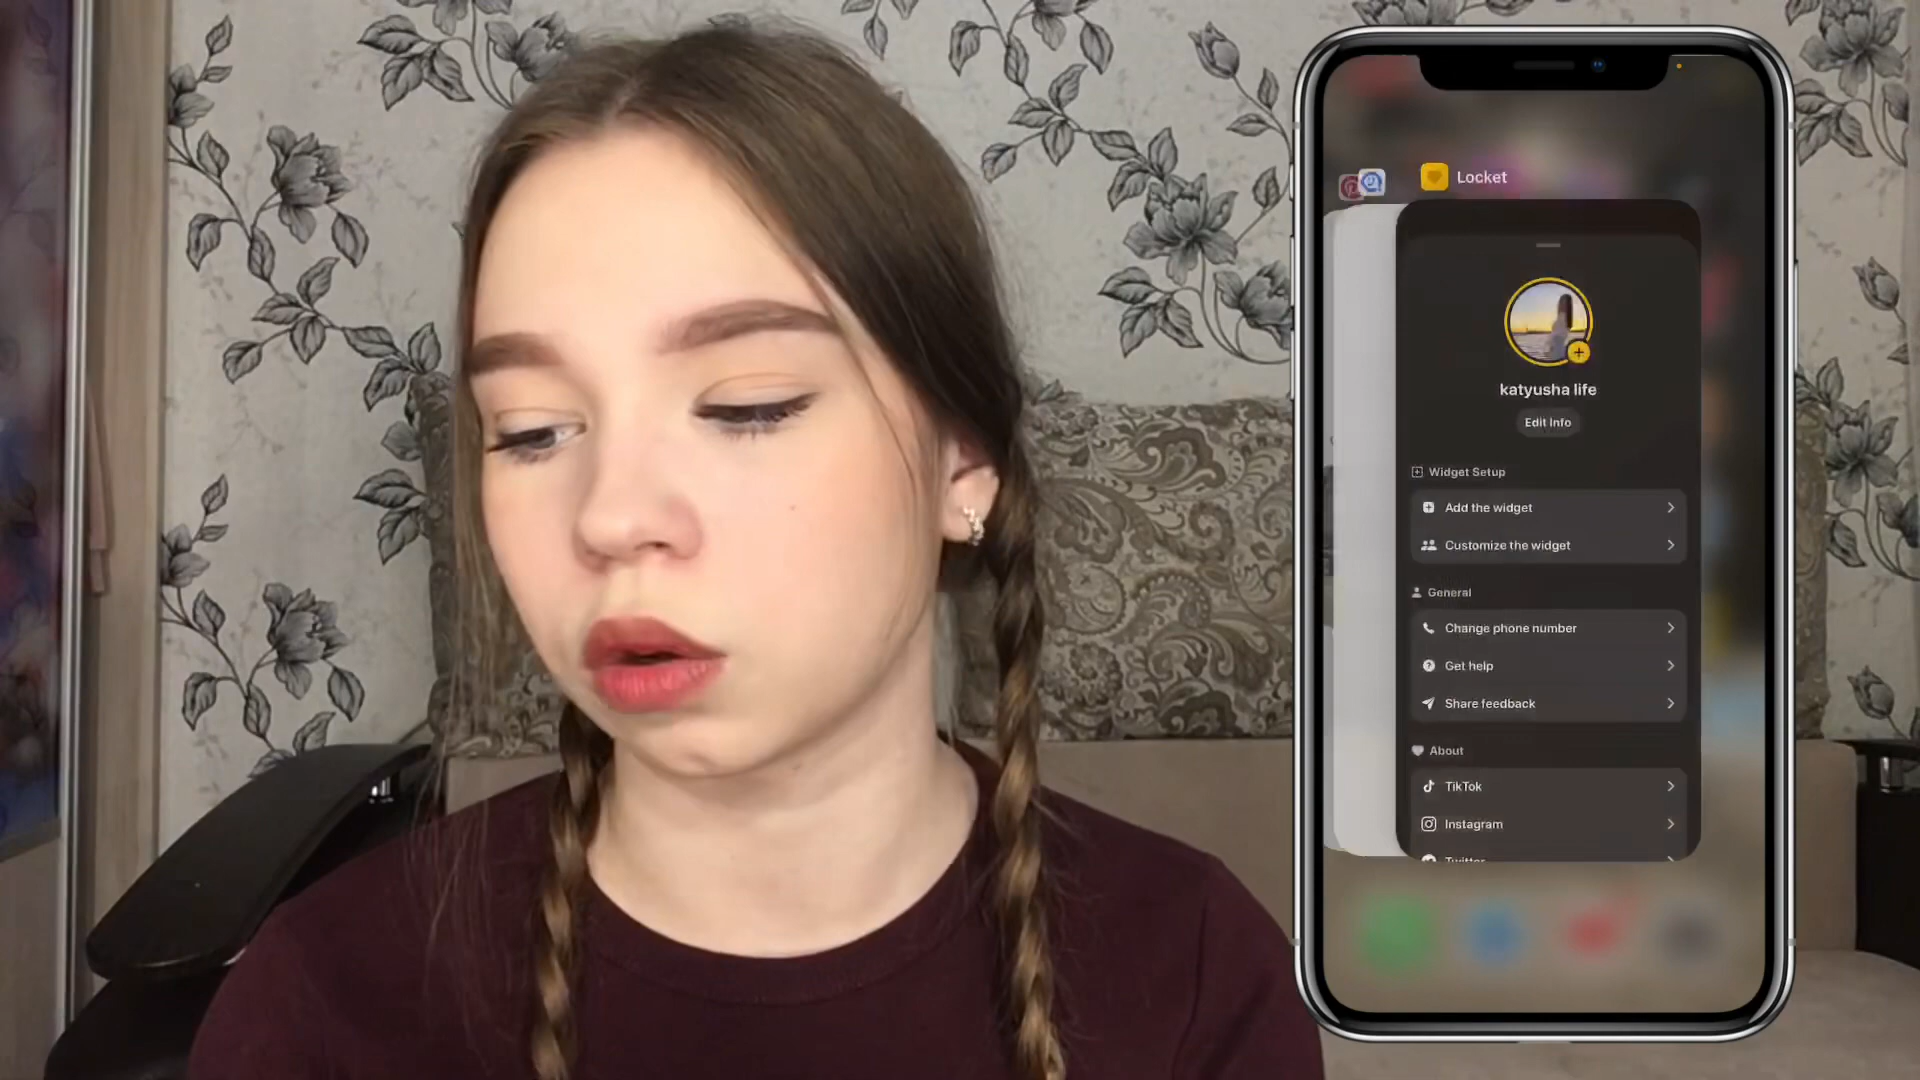 Locket
katyusha life
Edit Info
Widget Setup
Add the widget
Customize the widget
General
Change phone number
Get help
Share feedback
About
TikTok
Instagram
Twitter